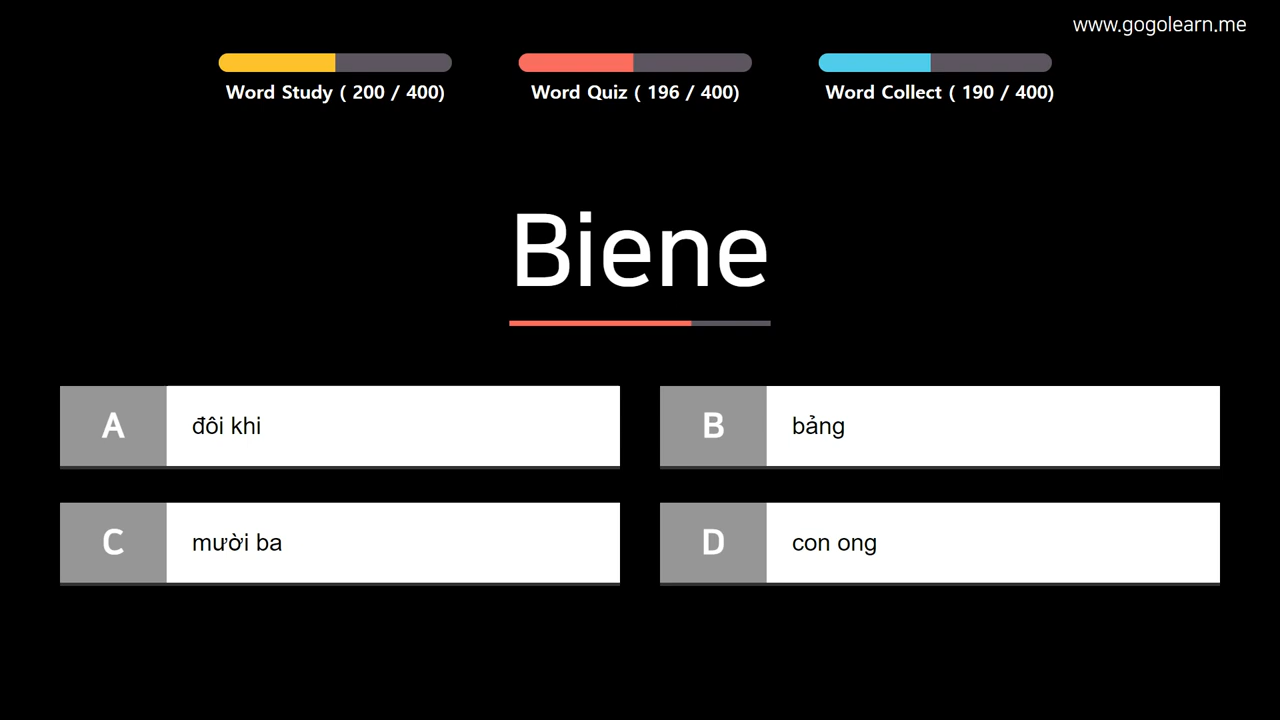 www.gogolearn.me
Word Study ( 200 / 400)
Word Quiz ( 196 / 400)
Word Collect ( 190 / 400)
Biene
A đôi khi
B bảng
C mười ba
D con ong